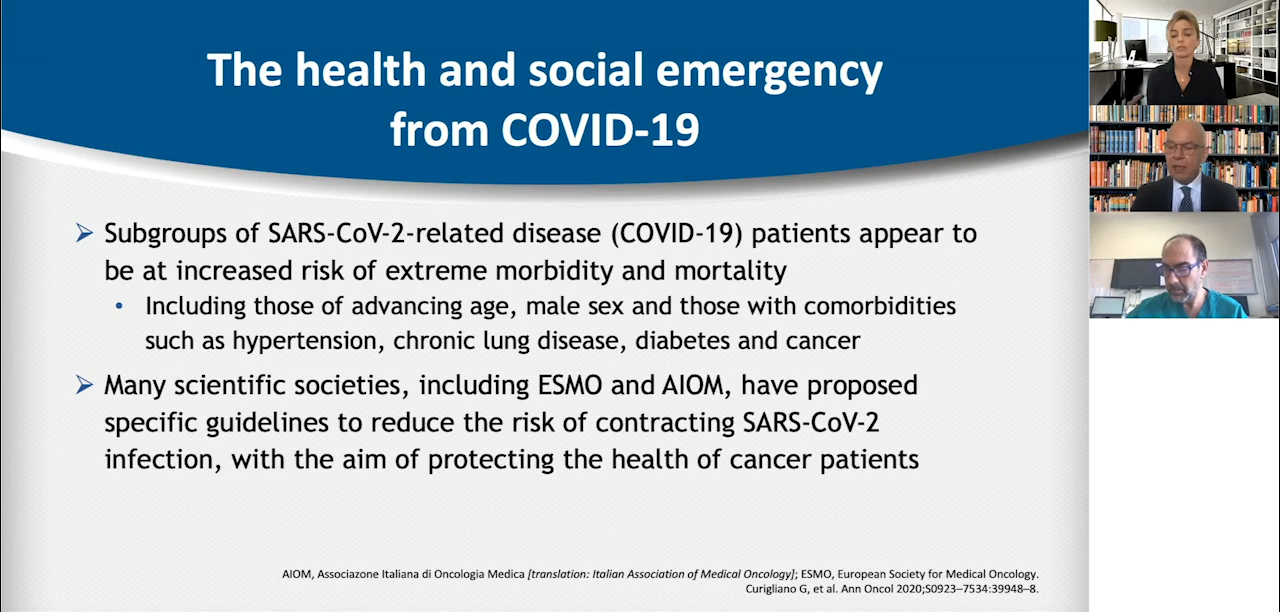 The health and social emergency
from COVID-19
➢ Subgroups of SARS-CoV-2-related disease (COVID-19) patients appear to
be at increased risk of extreme morbidity and mortality
• Including those of advancing age, male sex and those with comorbidities
such as hypertension, chronic lung disease, diabetes and cancer
➢ Many scientific societies, including ESMO and AIOM, have proposed
specific guidelines to reduce the risk of contracting SARS-CoV-2
infection, with the aim of protecting the health of cancer patients
AIOM, Associazone Italiana di Oncologia Medica [translation: Italian Association of Medical Oncology]; ESMO, European Society for Medical Oncology.
Curigliano G, et al. Ann Oncol 2020;S0923–7534:39948–8.